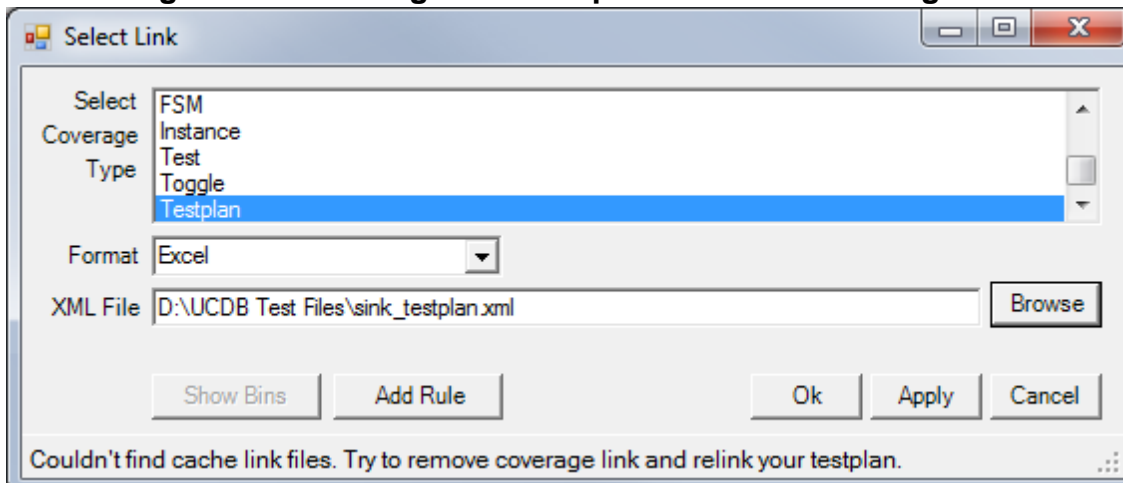 Select Link
Select
Coverage
Type
FSM
Instance
Test
Toggle
Testplan
Format Excel
XML File D:\UCDB Test Files\sink_testplan.xml Browse
Show Bins Add Rule Ok Apply Cancel
Couldn't find cache link files. Try to remove coverage link and relink your testplan.